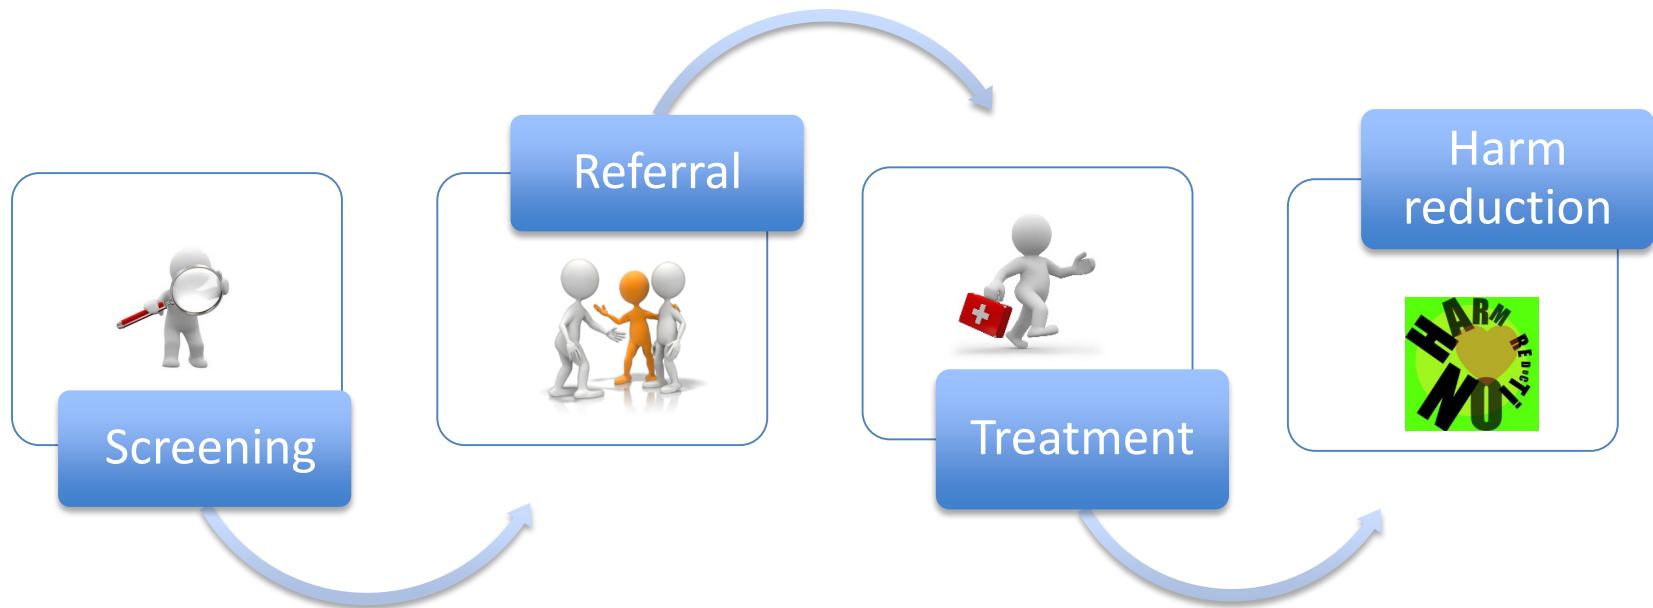 Screening
Referral
Treatment
Harm
reduction
HARM
REDUCTiON